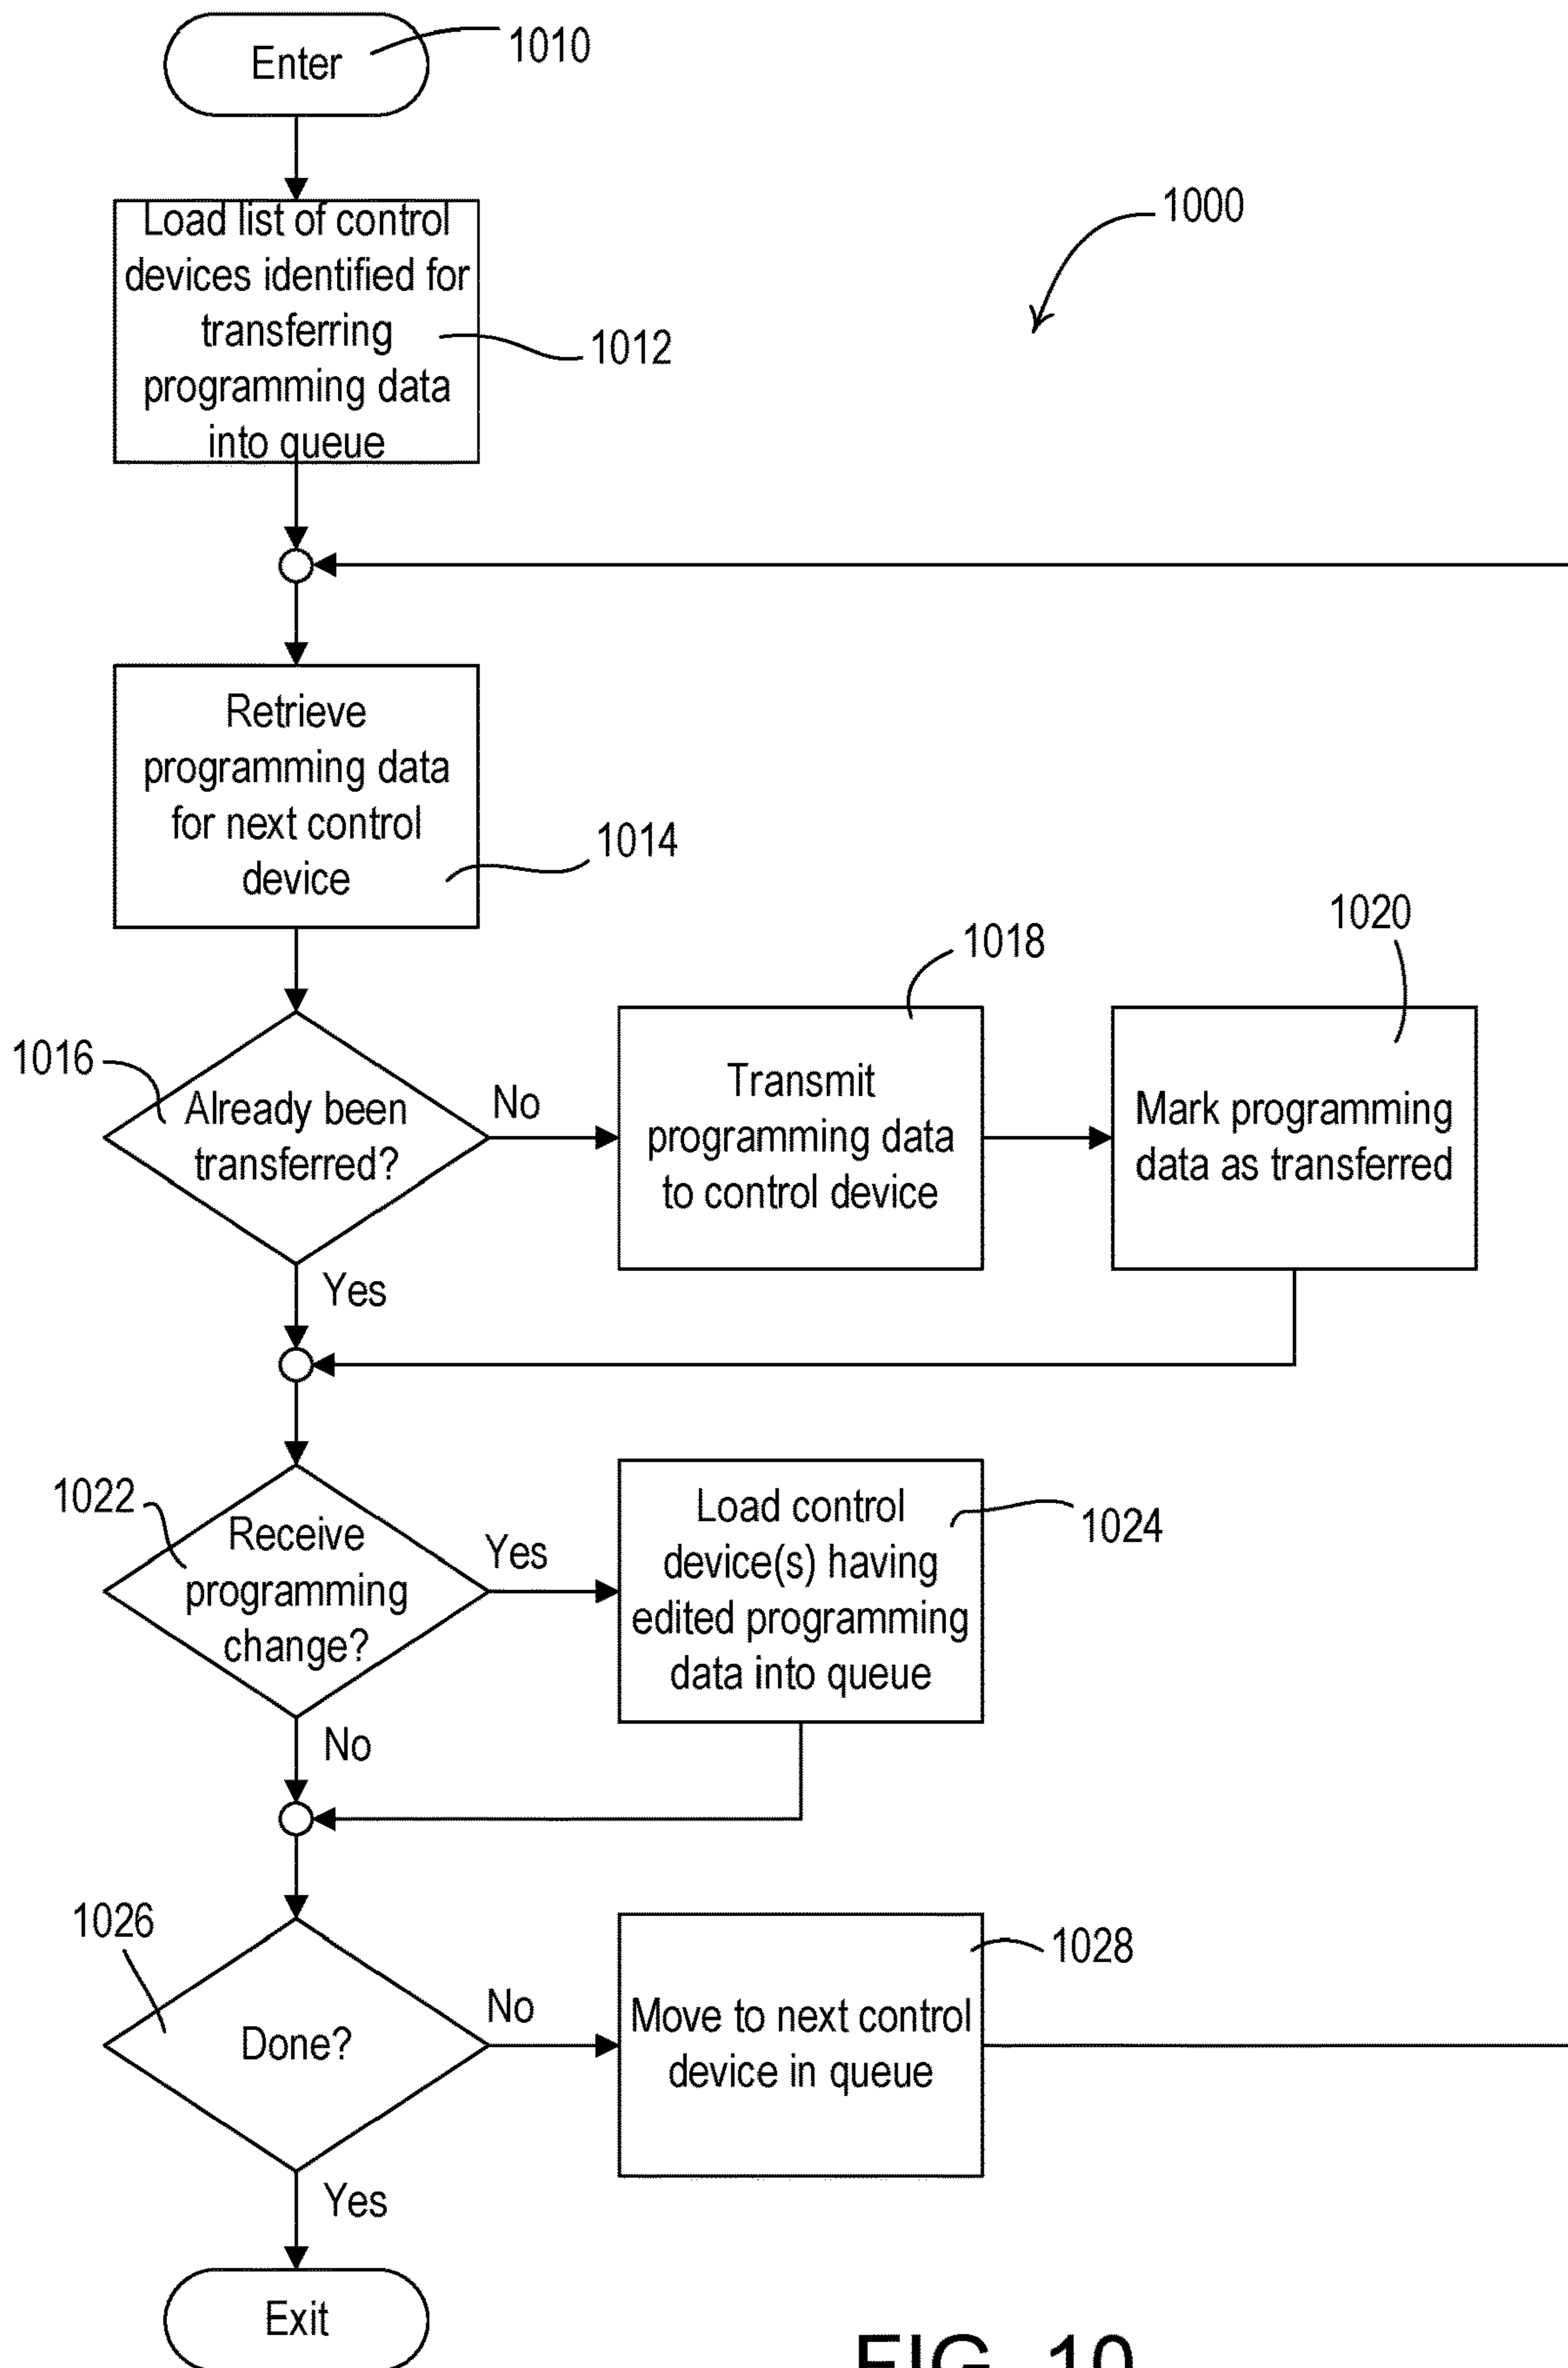 Enter
1010
1000
Load list of control
devices identified for
transferring
programming data
into queue
1012
Retrieve
programming data
for next control
device
1014
1016
Already been
transferred?
No
Yes
1018
Transmit
programming data
to control device
1020
Mark programming
data as transferred
1022
Receive
programming
change?
Yes
No
1024
Load control
device(s) having
edited programming
data into queue
1026
Done?
No
Yes
1028
Move to next control
device in queue
Exit
FIG. 10